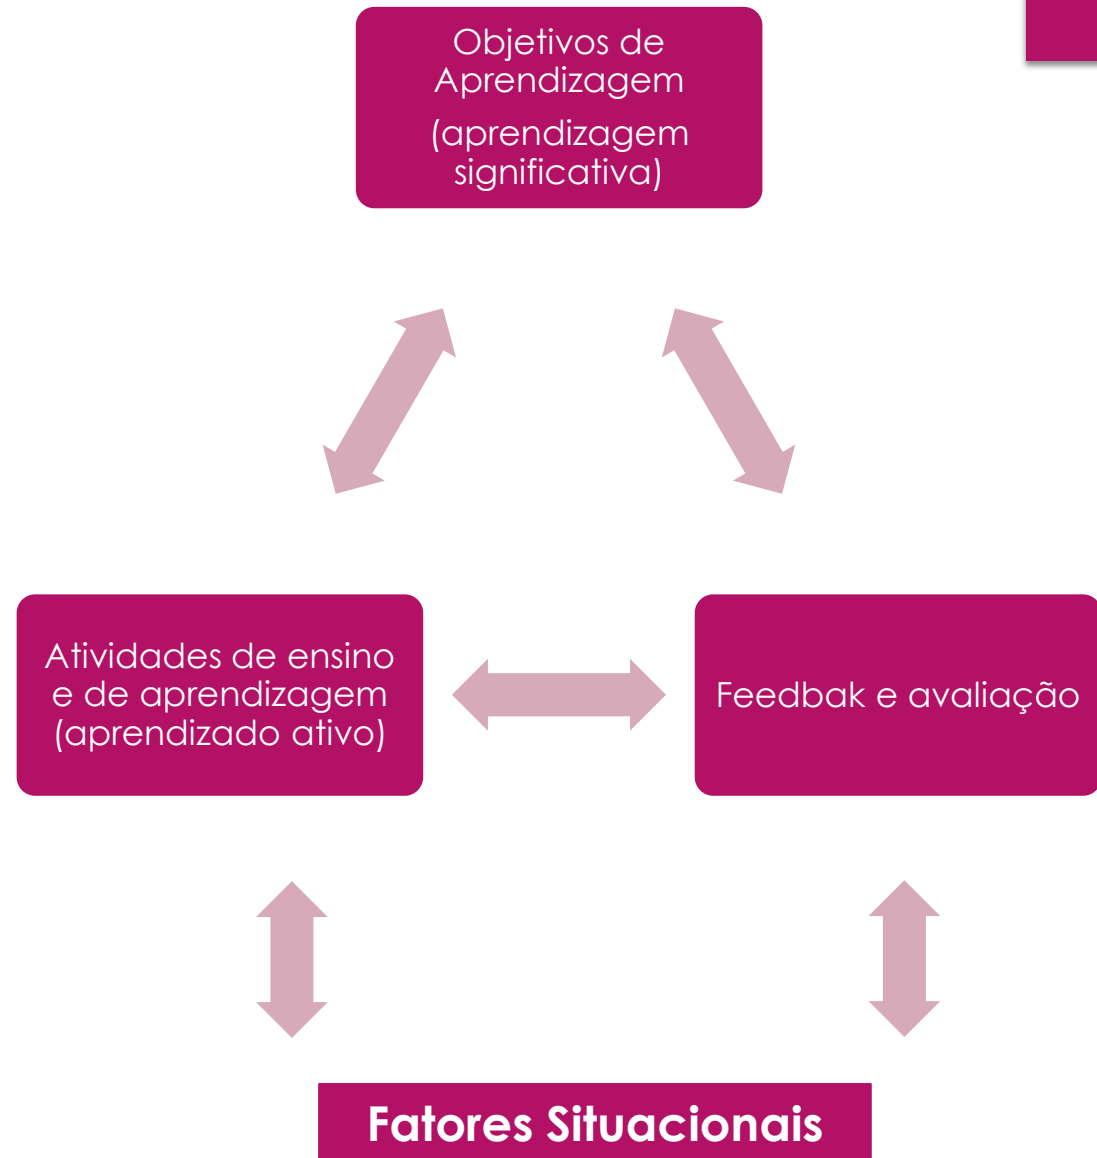 Objetivos de
Aprendizagem
(aprendizagem
significativa)
Atividades de ensino
e de aprendizagem
(aprendizado ativo)
Feedbak e avaliação
Fatores Situacionais